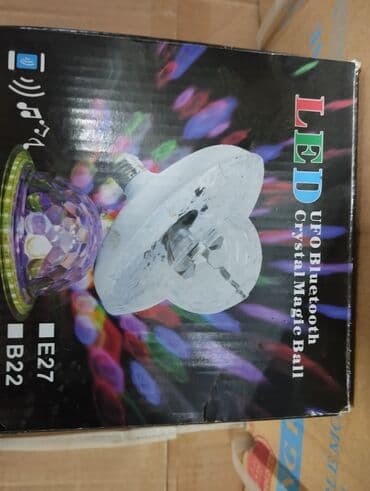 LED
UFO Bluetooth
Crystal Magic Ball
E27
B22